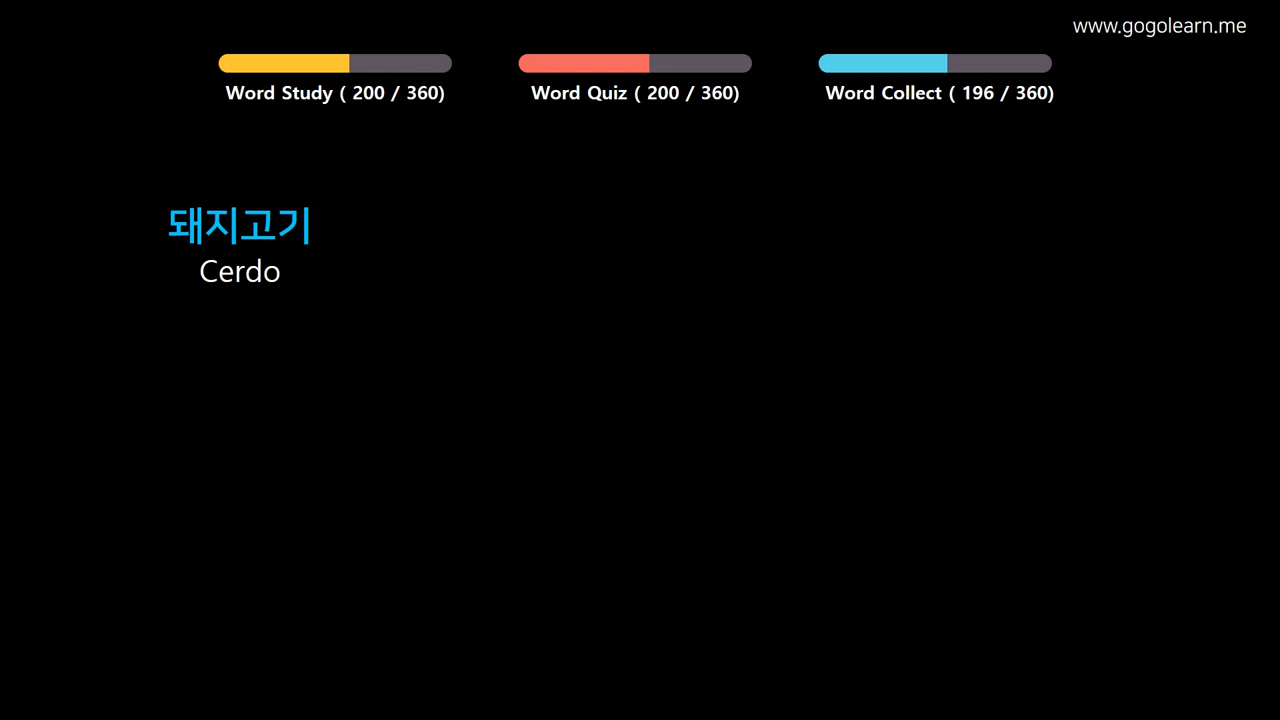 www.gogolearn.me
Word Study ( 200 / 360)
Word Quiz ( 200 / 360)
Word Collect ( 196 / 360)
돼지고기
Cerdo